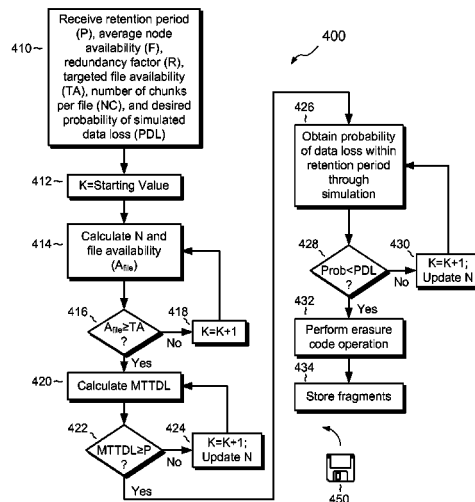 400
410
Receive retention period
(P), average node
availability (F),
redundancy factor (R),
targeted file availability
(TA), number of chunks
per file (NC), and desired
probability of simulated
data loss (PDL)
412
K=Starting Value
414
Calculate N and
file availability
(Afile)
416
Afile≥TA
?
No
418
K=K+1
Yes
420
Calculate MTTDL
422
MTTDL≥P
?
No
424
K=K+1;
Update N
Yes
426
Obtain probability
of data loss within
retention period
through
simulation
428
Prob<PDL
?
No
430
K=K+1;
Update N
Yes
432
Perform erasure
code operation
434
Store fragments
450